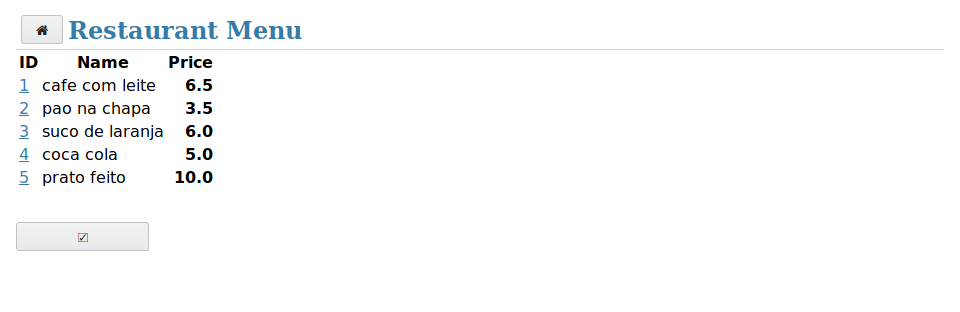 Restaurant Menu
ID Name Price
1 cafe com leite 6.5
2 pao na chapa 3.5
3 suco de laranja 6.0
4 coca cola 5.0
5 prato feito 10.0